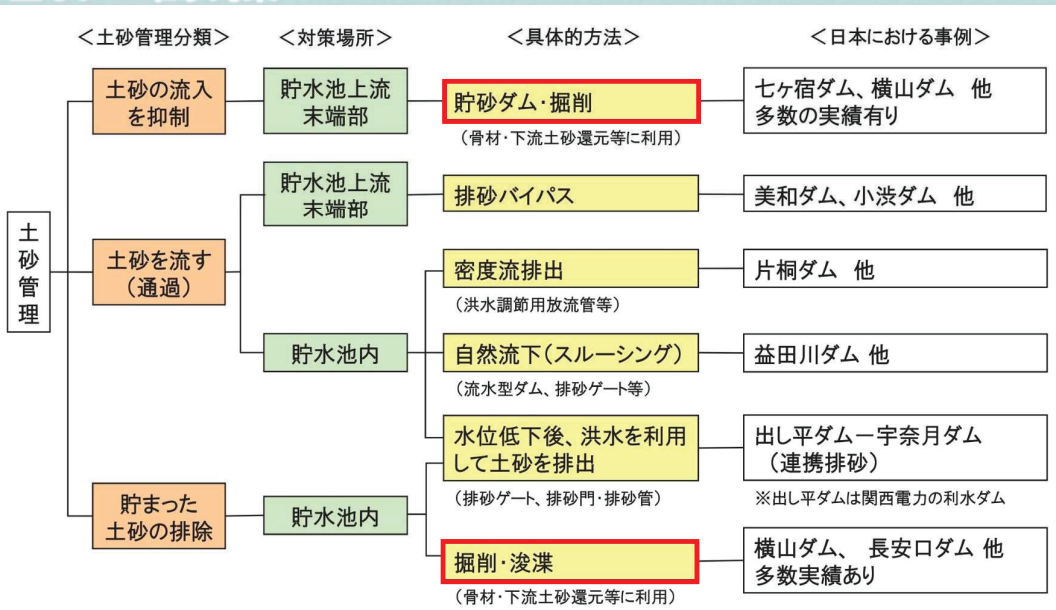 ＜土砂管理分類＞
＜対策場所＞
＜具体的方法＞
＜日本における事例＞
土砂管理
土砂の流入
を抑制
貯水池上流
末端部
貯砂ダム・掘削
（骨材・下流土砂還元等に利用）
七ヶ宿ダム、横山ダム 他
多数の実績有り
土砂を流す
（通過）
貯水池上流
末端部
排砂バイパス
美和ダム、小渋ダム 他
貯水池内
密度流排出
（洪水調節用放流管等）
片桐ダム 他
自然流下（スルーシング）
（流水型ダム、排砂ゲート等）
益田川ダム 他
水位低下後、洪水を利用
して土砂を排出
（排砂ゲート、排砂門・排砂管）
出し平ダム－宇奈月ダム
（連携排砂）
※出し平ダムは関西電力の利水ダム
貯まった
土砂の排除
貯水池内
掘削・浚渫
（骨材・下流土砂還元等に利用）
横山ダム、 長安口ダム 他
多数実績あり